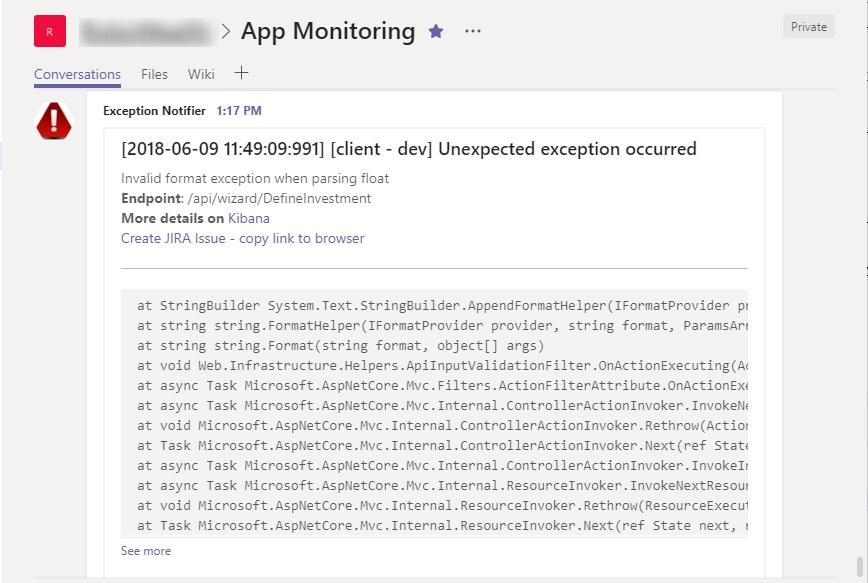 R
App Monitoring
Private
Conversations Files Wiki
Exception Notifier 1:17 PM
[2018-06-09 11:49:09:991] [client - dev] Unexpected exception occurred
Invalid format exception when parsing float
Endpoint: /api/wizard/DefineInvestment
More details on Kibana
Create JIRA Issue - copy link to browser
at StringBuilder System.Text.StringBuilder.AppendFormatHelper(IFormatProvider pr
at string string.FormatHelper(IFormatProvider provider, string format, ParamsArr
at string string.Format(string format, object[] args)
at void Web.Infrastructure.Helpers.ApiInputValidationFilter.OnActionExecuting(Ac
at async Task Microsoft.AspNetCore.Mvc.Filters.ActionFilterAttribute.OnActionExe
at async Task Microsoft.AspNetCore.Mvc.Internal.ControllerActionInvoker.InvokeNe
at void Microsoft.AspNetCore.Mvc.Internal.ControllerActionInvoker.Rethrow(Action
at Task Microsoft.AspNetCore.Mvc.Internal.ControllerActionInvoker.Next(ref State
at async Task Microsoft.AspNetCore.Mvc.Internal.ControllerActionInvoker.InvokeIn
at async Task Microsoft.AspNetCore.Mvc.Internal.ResourceInvoker.InvokeNextResour
at void Microsoft.AspNetCore.Mvc.Internal.ResourceInvoker.Rethrow(ResourceExecut
at Task Microsoft.AspNetCore.Mvc.Internal.ResourceInvoker.Next(ref State next, r
See more